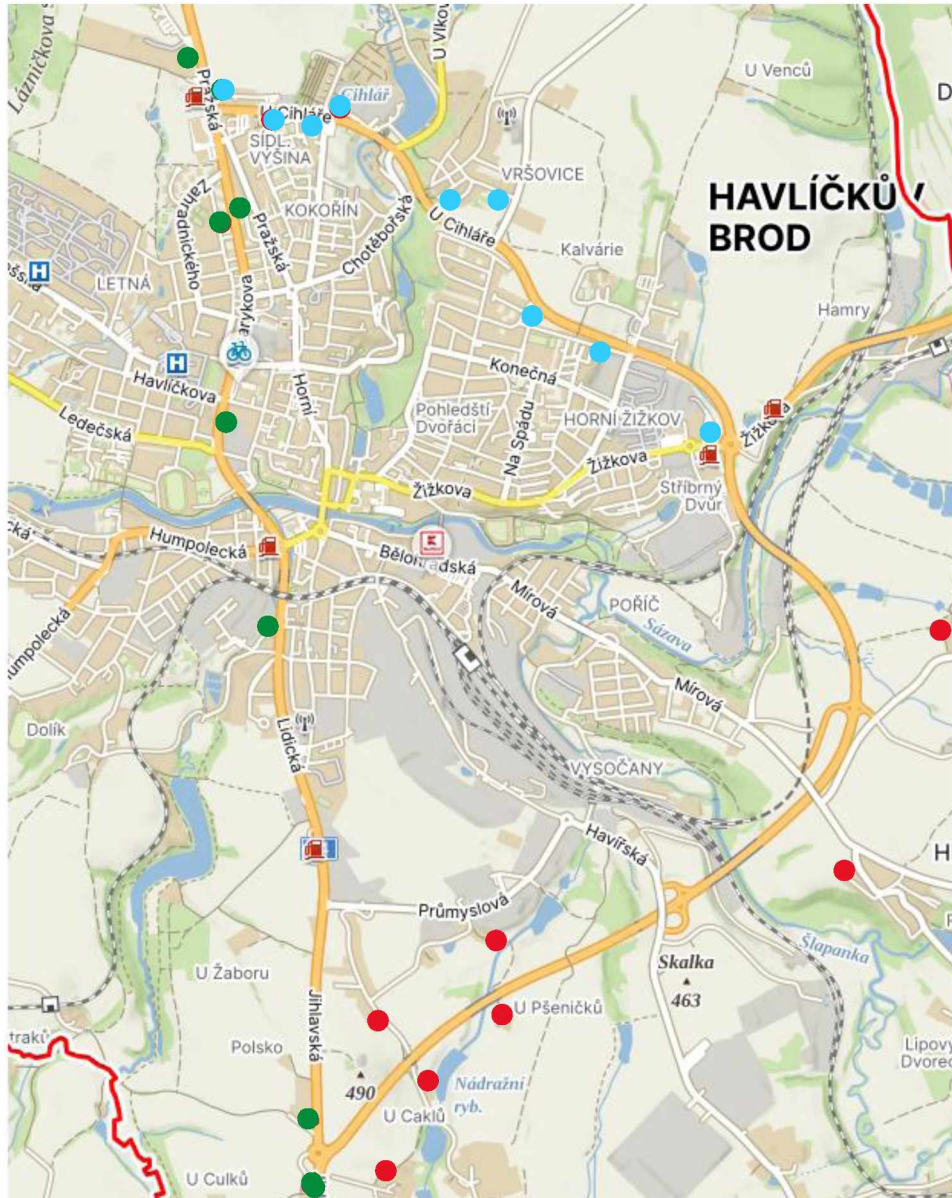 Lázničkova
Pražská
U Vlkov
U Venců
Cihlář
U Cihláře
SÍDL.
VÝŠINA
VRŠOVICE
HAVLÍČKŮV
BROD
KOKOŘÍN
Zahradnického
Pražská
Chotěbořská
U Cihláře
Kalvárie
H
LETNÁ
Hamry
H
Havlíčkova
Horní
Konečná
Ledečská
Pohledští
Dvořáci
Na Spádu
HORNÍ ŽIŽKOV
Žižkova
Žižkova
Žižkova
Stříbrný
Dvůr
Humpolecká
Mírová
POŘÍČ
Sázava
Humpolecká
Mírová
Dolík
Lidická
VYSOČANY
Havířská
H
Průmyslová
Šlapanka
U Žaboru
Skalka
463
U Pšeničků
Jihlavská
Polsko
Lipový
Dvorec
490
Nádražní
ryb.
U Caklů
U Culků